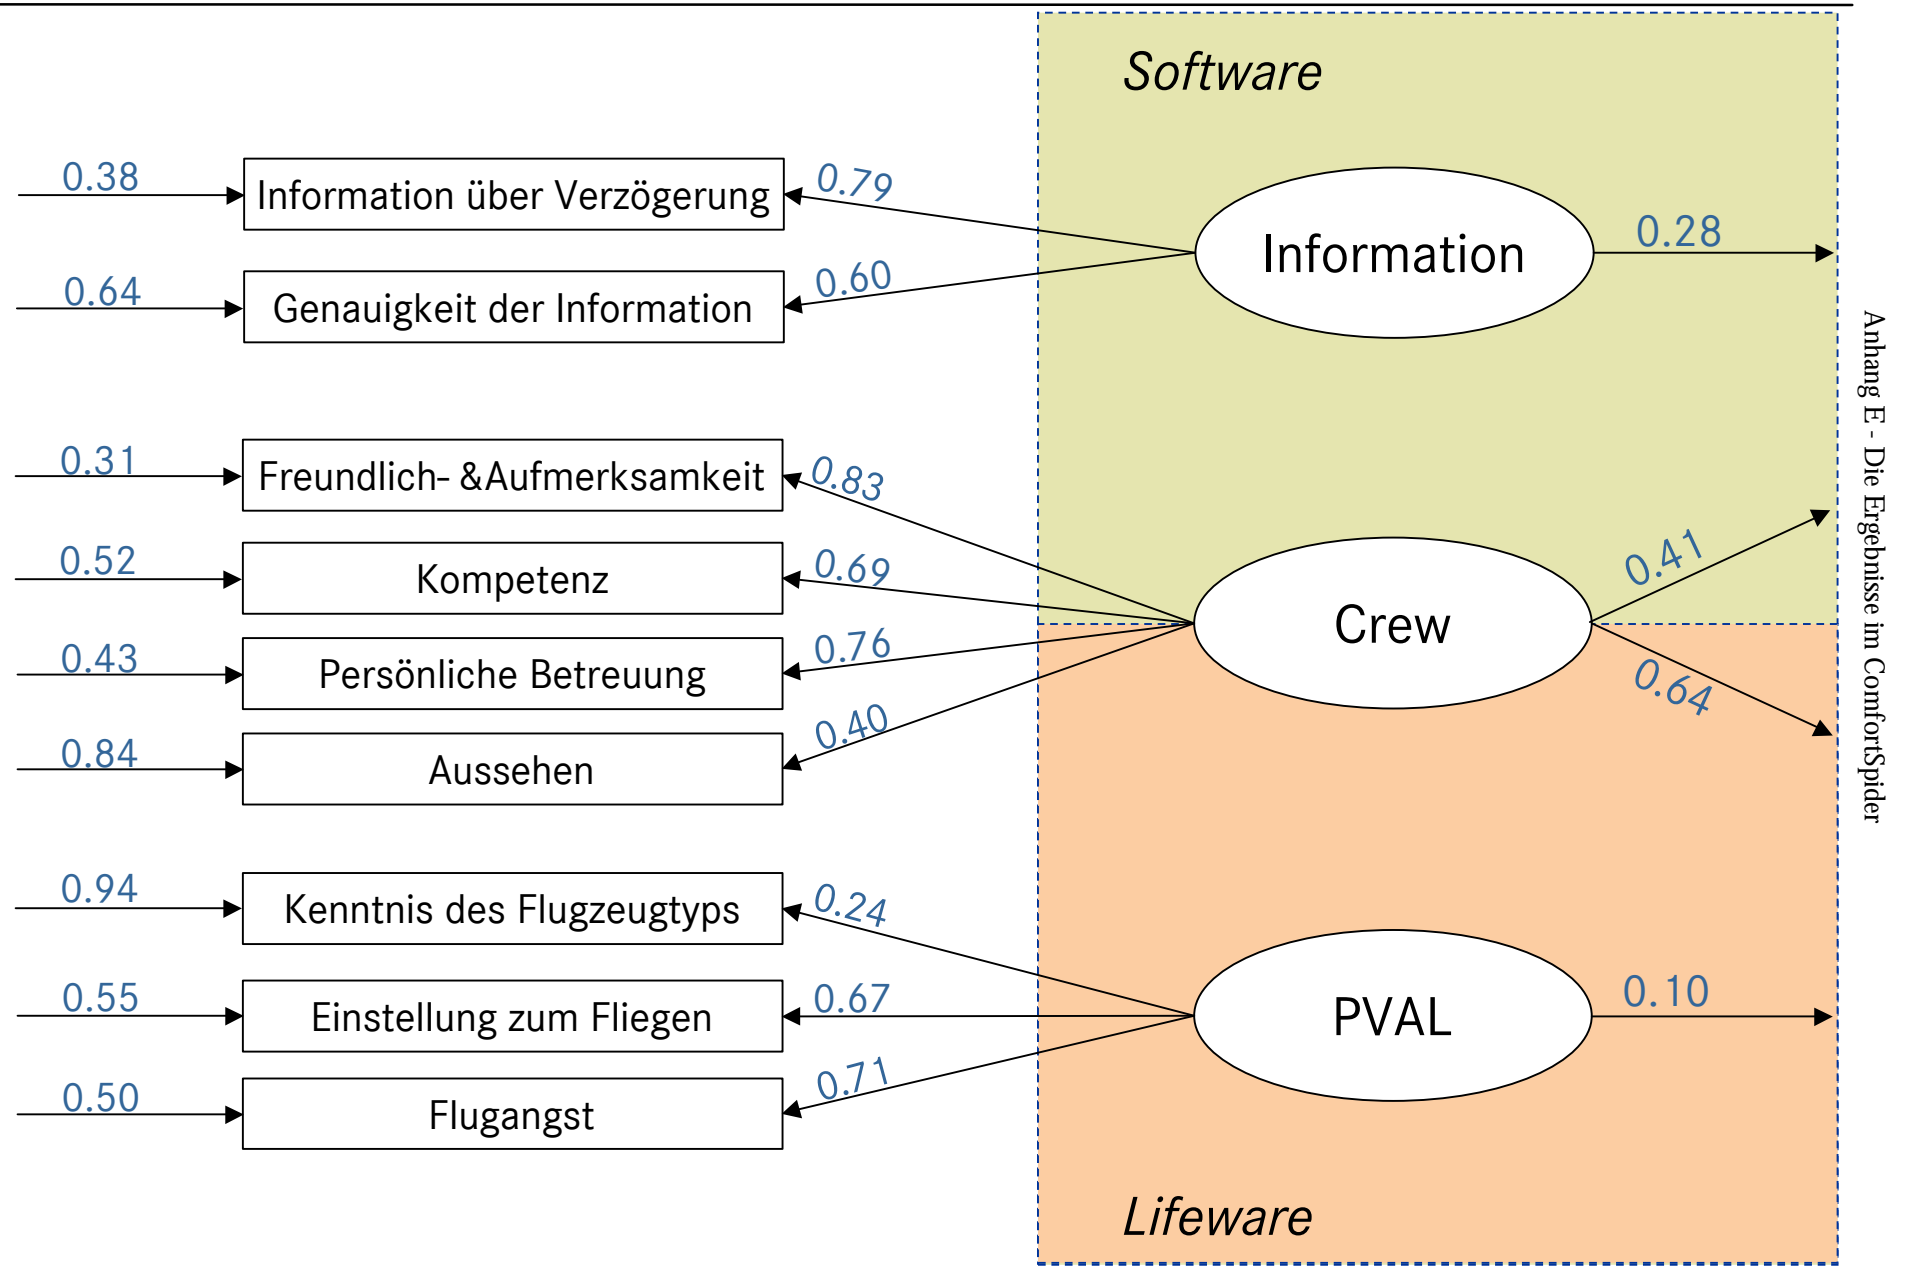 Software
0.38
Information über Verzögerung
0.79
Information
0.28
0.64
Genauigkeit der Information
0.60
0.31
Freundlich- &Aufmerksamkeit
0.83
0.52
Kompetenz
0.69
Crew
0.41
0.64
0.43
Persönliche Betreuung
0.76
0.84
Aussehen
0.40
0.94
Kenntnis des Flugzeugtyps
0.24
0.55
Einstellung zum Fliegen
0.67
PVAL
0.10
0.50
Flugangst
0.71
Lifeware
Anhang E - Die Ergebnisse im ComfortSpider